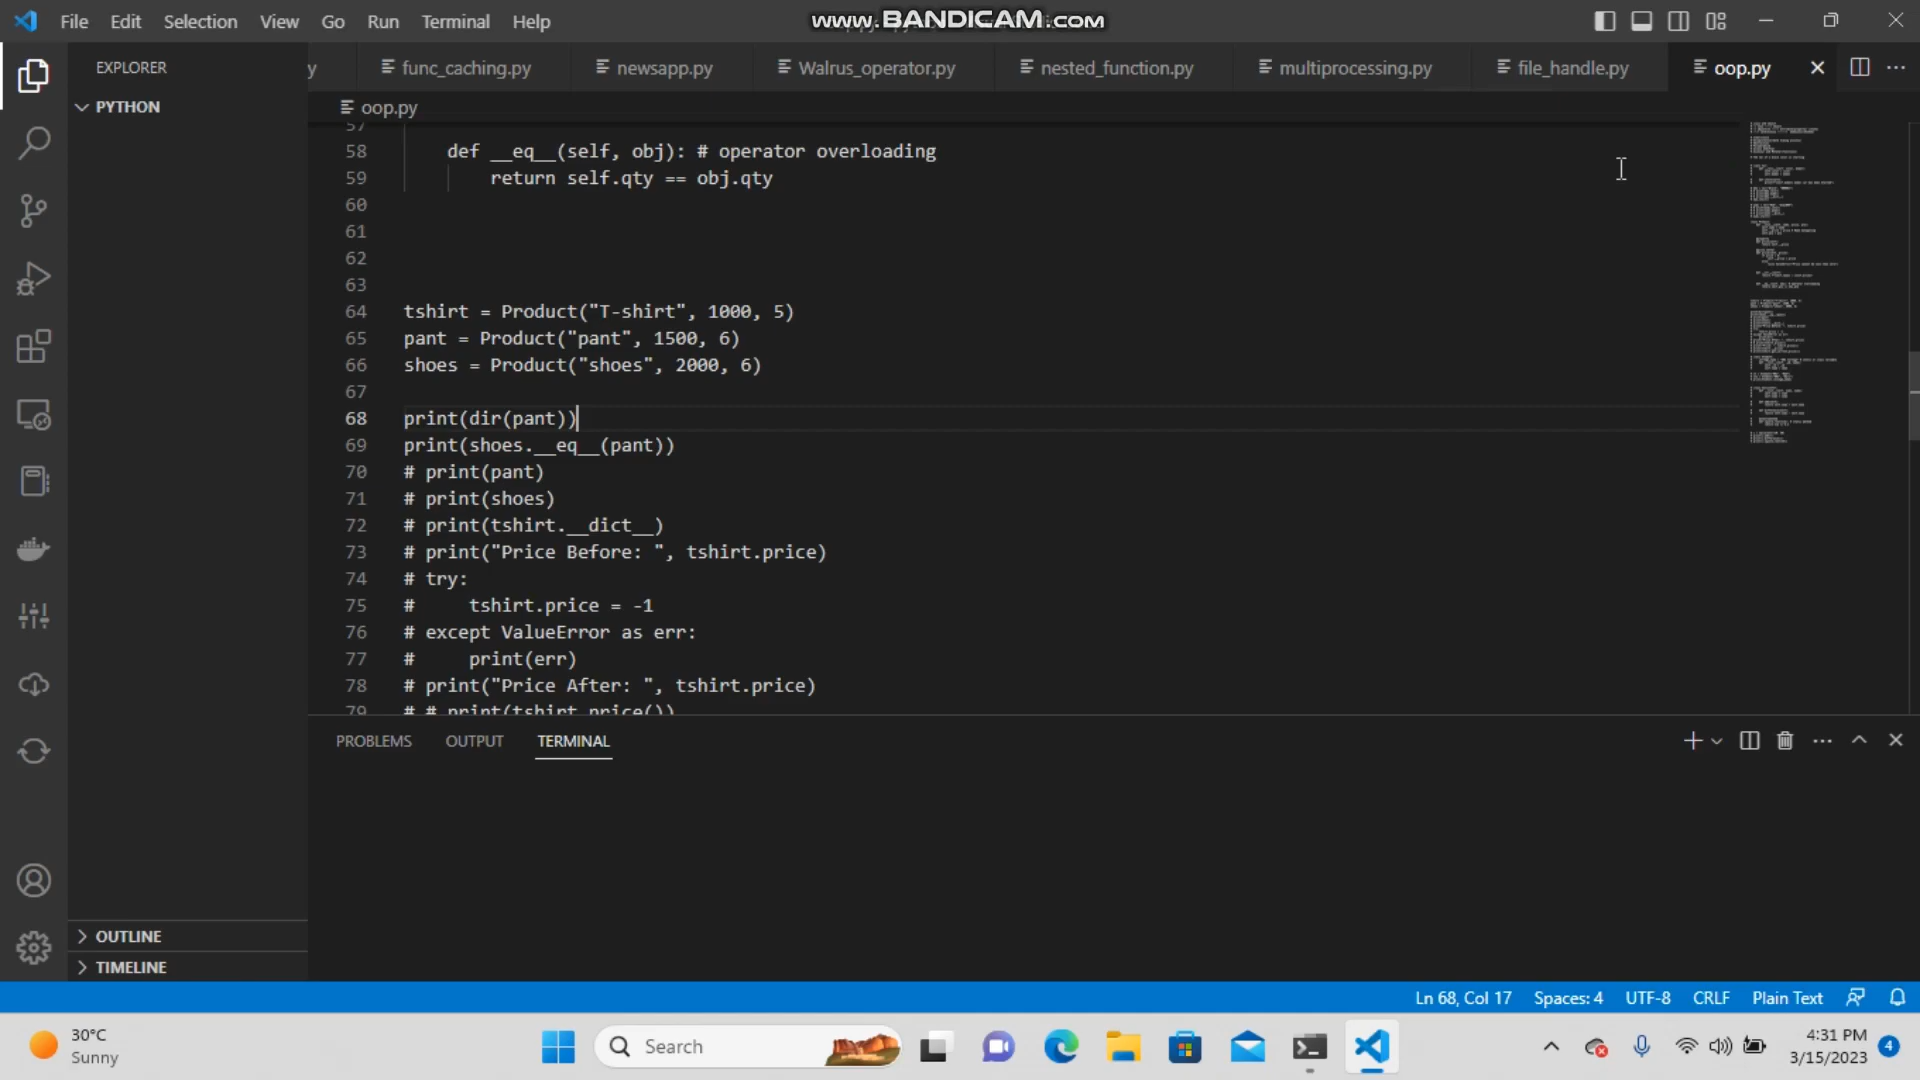 File Edit Selection View Go Run Terminal Help
www.BANDICAM.com
EXPLORER
PYTHON
y
func_caching.py
newsapp.py
Walrus_operator.py
nested_function.py
multiprocessing.py
file_handle.py
oop.py
oop.py
57
58 def __eq__(self, obj): # operator overloading
59 return self.qty == obj.qty
60
61
62
63
64 tshirt = Product("T-shirt", 1000, 5)
65 pant = Product("pant", 1500, 6)
66 shoes = Product("shoes", 2000, 6)
67
68 print(dir(pant))
69 print(shoes.__eq__(pant))
70 # print(pant)
71 # print(shoes)
72 # print(tshirt.__dict__)
73 # print("Price Before: ", tshirt.price)
74 # try:
75 #     tshirt.price = -1
76 # except ValueError as err:
77 #     print(err)
78 # print("Price After: ", tshirt.price)
79 # # print(tshirt.price())
PROBLEMS OUTPUT TERMINAL
OUTLINE
TIMELINE
Ln 68, Col 17 Spaces: 4 UTF-8 CRLF Plain Text
30°C
Sunny
Search
4:31 PM
3/15/2023
4